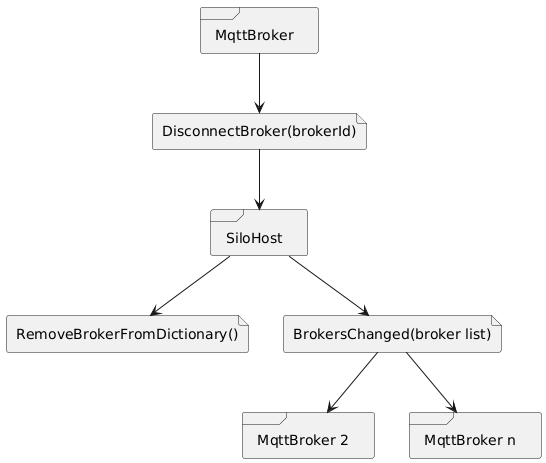 MqttBroker
DisconnectBroker(brokerId)
SiloHost
RemoveBrokerFromDictionary()
BrokersChanged(broker list)
MqttBroker 2
MqttBroker n